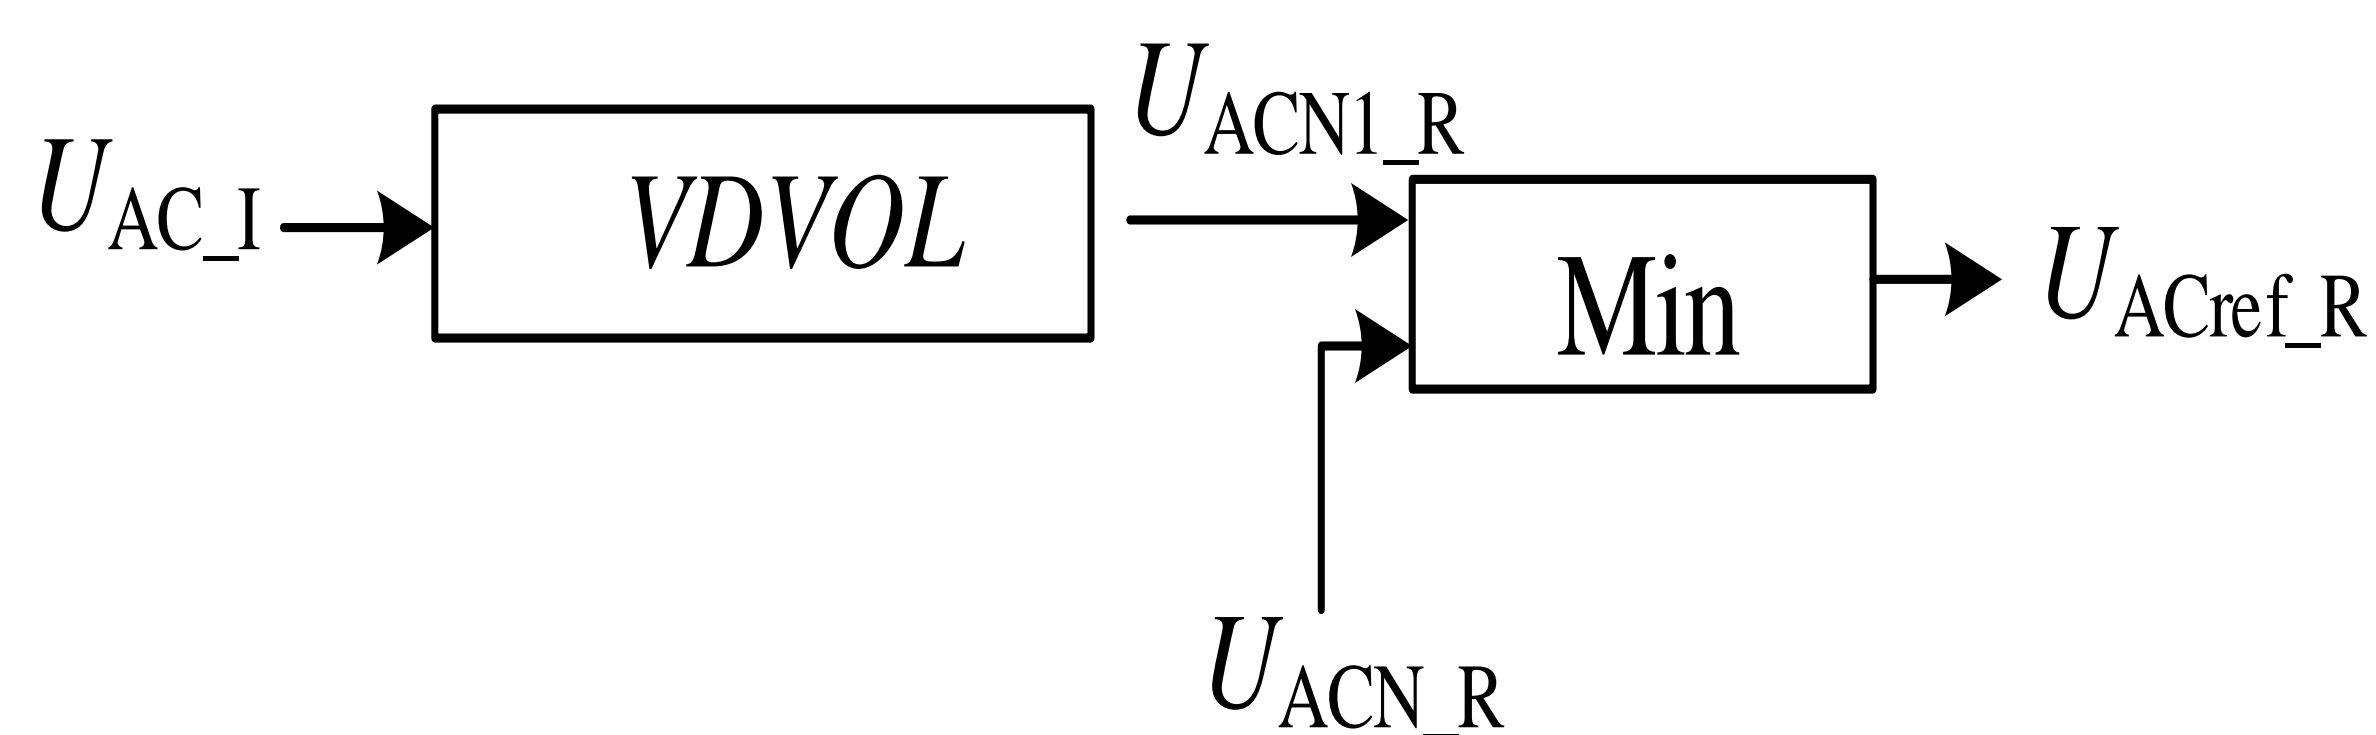 U_AC_I
VDVOL
U_ACN1_R
Min
U_ACref_R
U_ACN_R